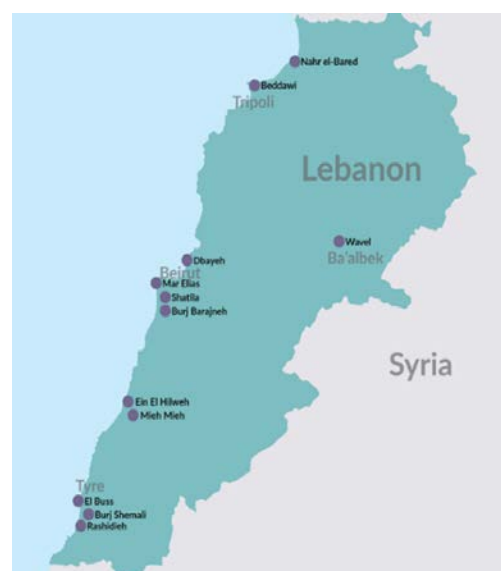 Nahr el-Bared
Beddawi
Tripoli
Lebanon
Wavel
Ba'albek
Dbayeh
Beirut
Mar Elias
Shatila
Burj Barajneh
Syria
Ein El Hilweh
Mieh Mieh
Tyre
El Buss
Burj Shemali
Rashidieh